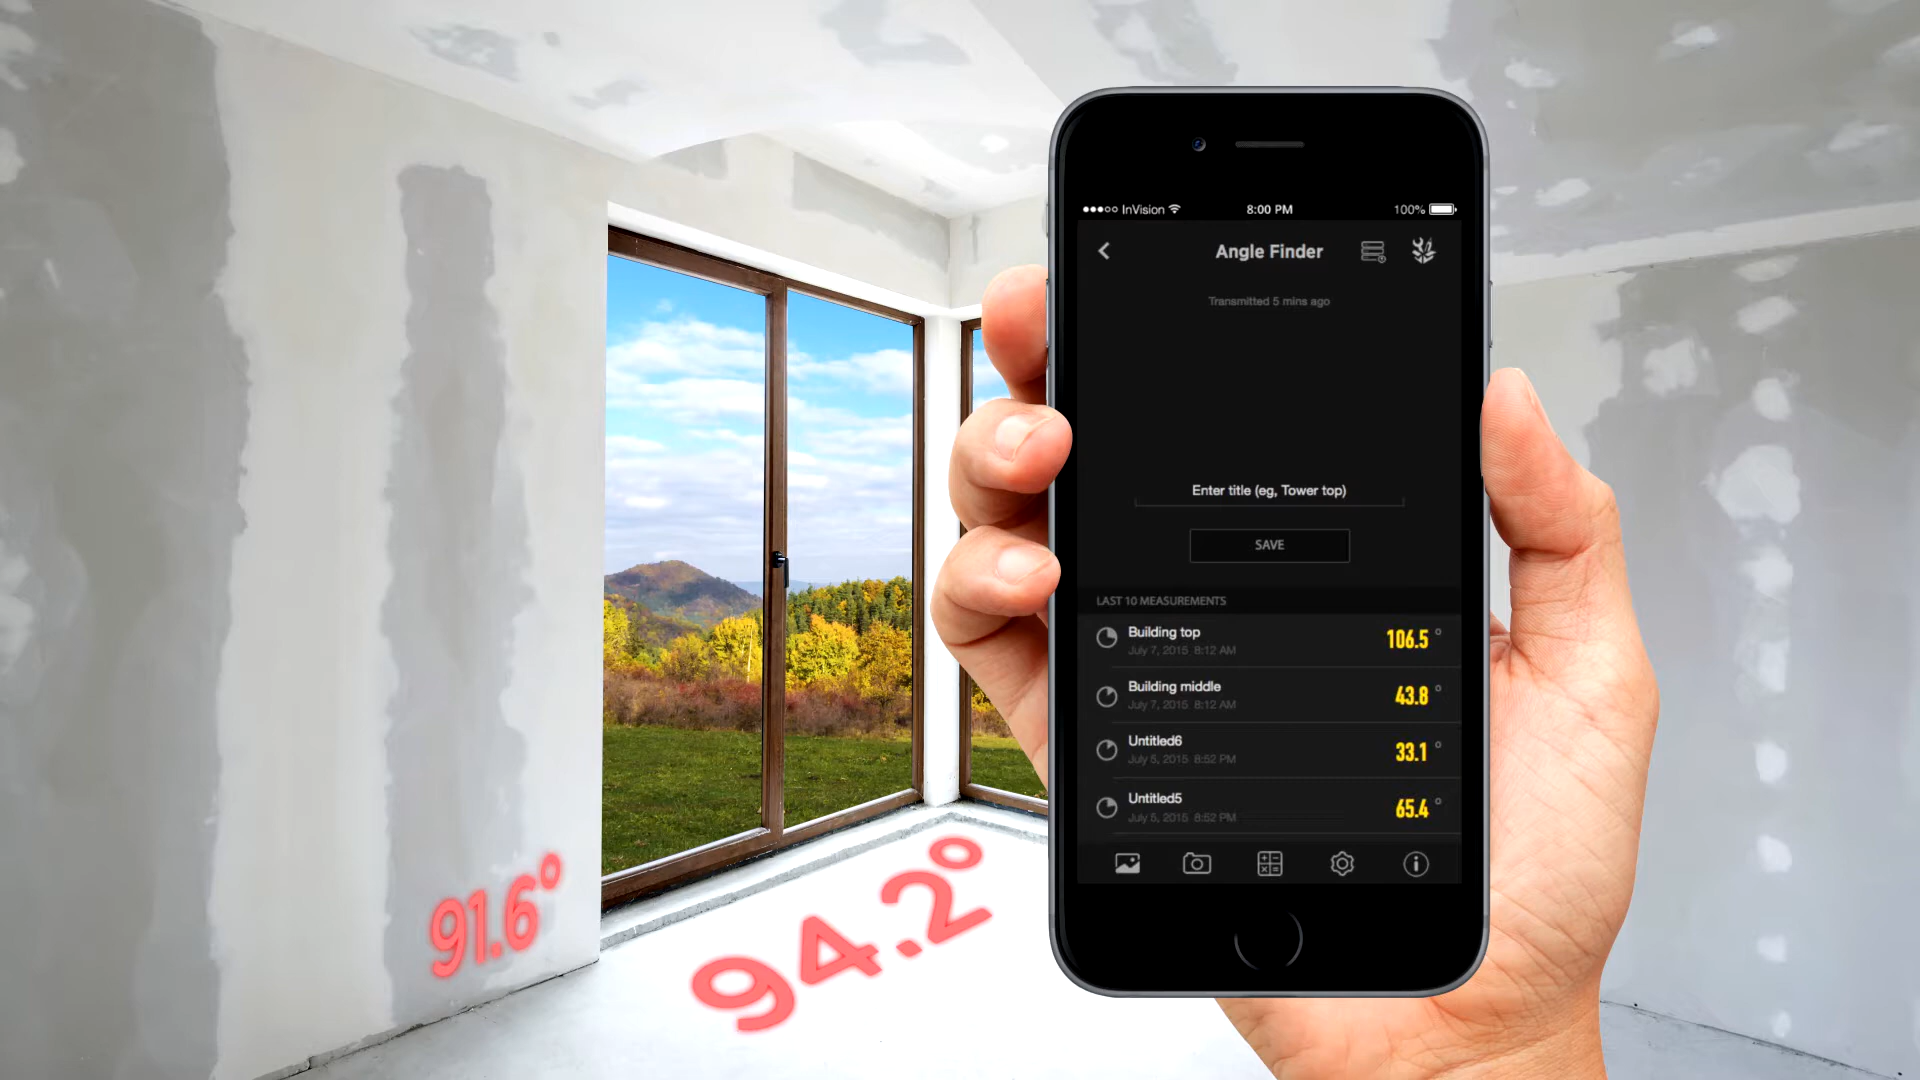 InVision
8:00 PM
100%
Angle Finder
Transmitted 5 mins ago
Enter title (eg, Tower top)
SAVE
LAST 10 MEASUREMENTS
Building top
106.5°
July 7, 2015 8:12 AM
Building middle
43.8°
July 7, 2015 8:12 AM
Untitled6
33.1°
July 5, 2015 8:52 PM
Untitled5
65.4°
July 5, 2015 8:52 PM
91.6°
94.2°